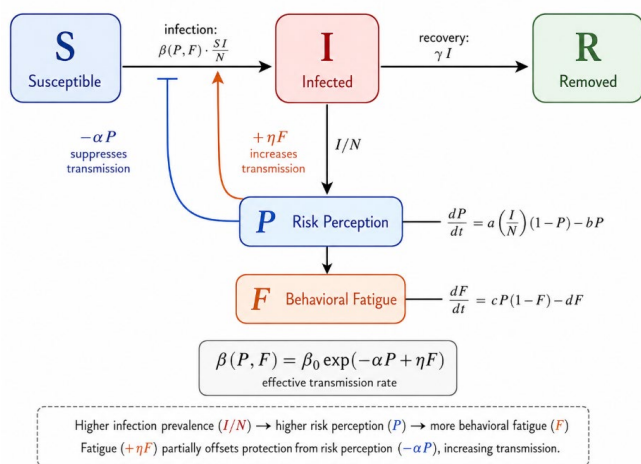 S
Susceptible
infection:
β(P, F) · SI/N
I
Infected
recovery:
γ I
R
Removed
−α P
suppresses
transmission
+ η F
increases
transmission
I/N
P Risk Perception
dP/dt = a (I/N) (1 − P) − bP
F Behavioral Fatigue
dF/dt = cP(1 − F) − dF
β(P, F) = β₀ exp(−αP + ηF)
effective transmission rate
Higher infection prevalence (I/N) → higher risk perception (P) → more behavioral fatigue (F)
Fatigue (+ηF) partially offsets protection from risk perception (−αP), increasing transmission.